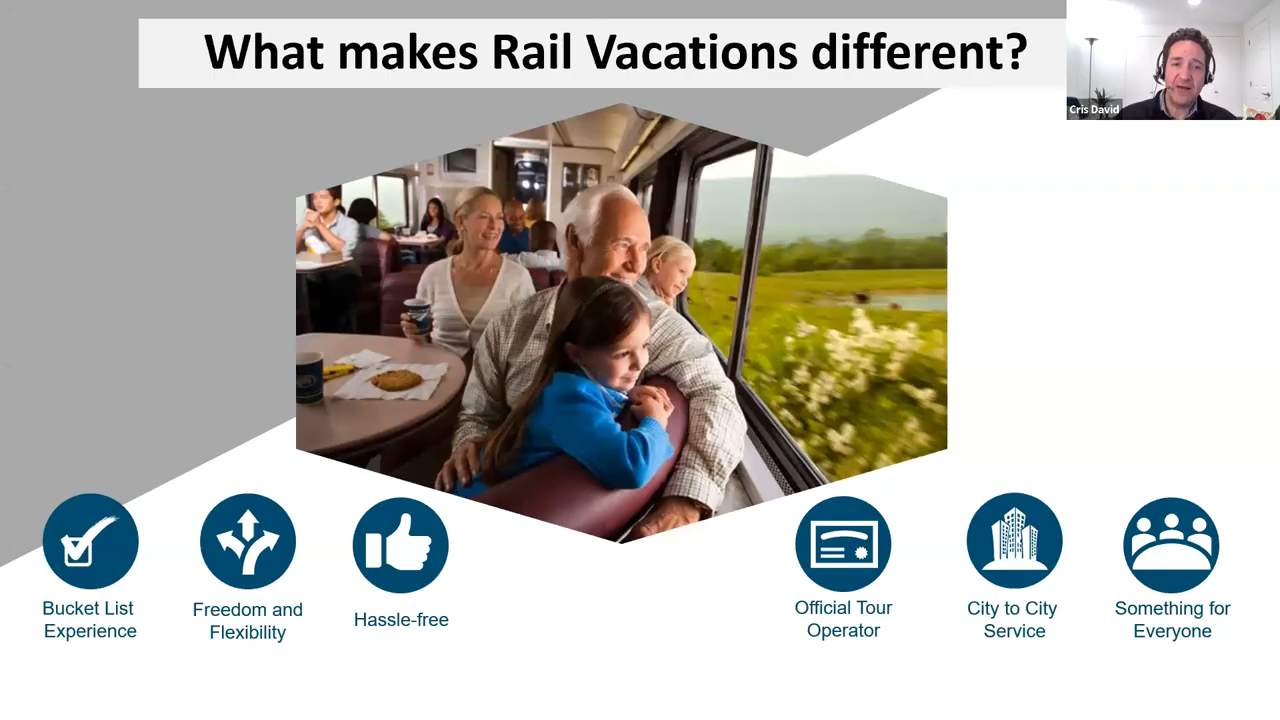 What makes Rail Vacations different?
Cris David
Bucket List
Experience
Freedom and
Flexibility
Hassle-free
Official Tour
Operator
City to City
Service
Something for
Everyone